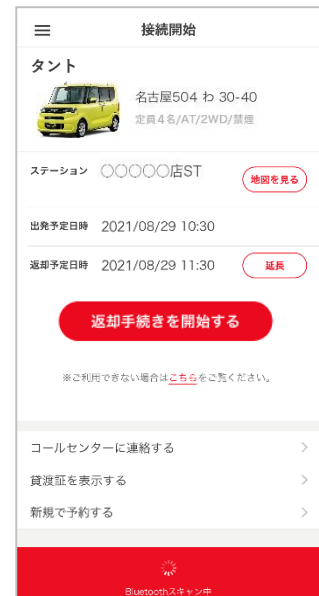 接続開始
タント
名古屋504 わ 30-40
定員4名/AT/2WD/禁煙
ステーション ○○○○○店ST 地図を見る
出発予定日時 2021/08/29 10:30
返却予定日時 2021/08/29 11:30 延長
返却手続きを開始する
※ご利用できない場合はこちらをご覧ください。
コールセンターに連絡する
貸渡証を表示する
新規で予約する
Bluetoothスキャン中